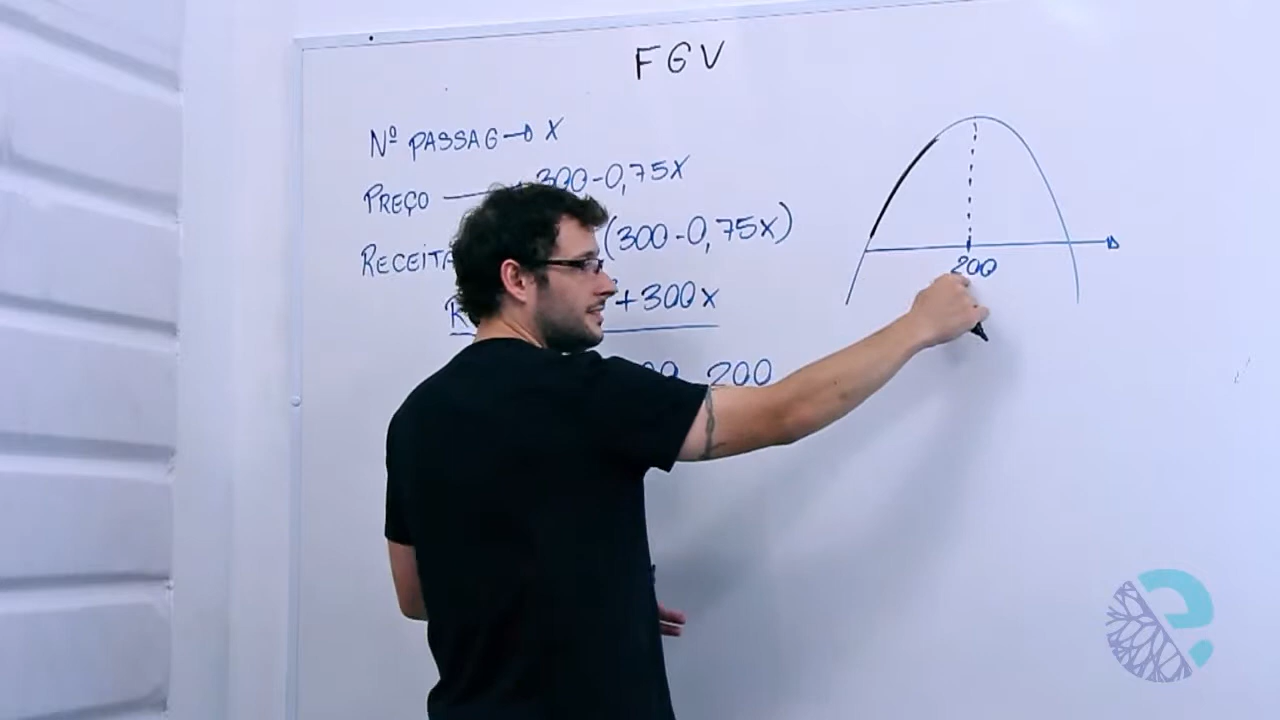 FGV
Nº PASSAG → X
PREÇO 300-0,75X
RECEITA (300-0,75X)
R +300X
200
200